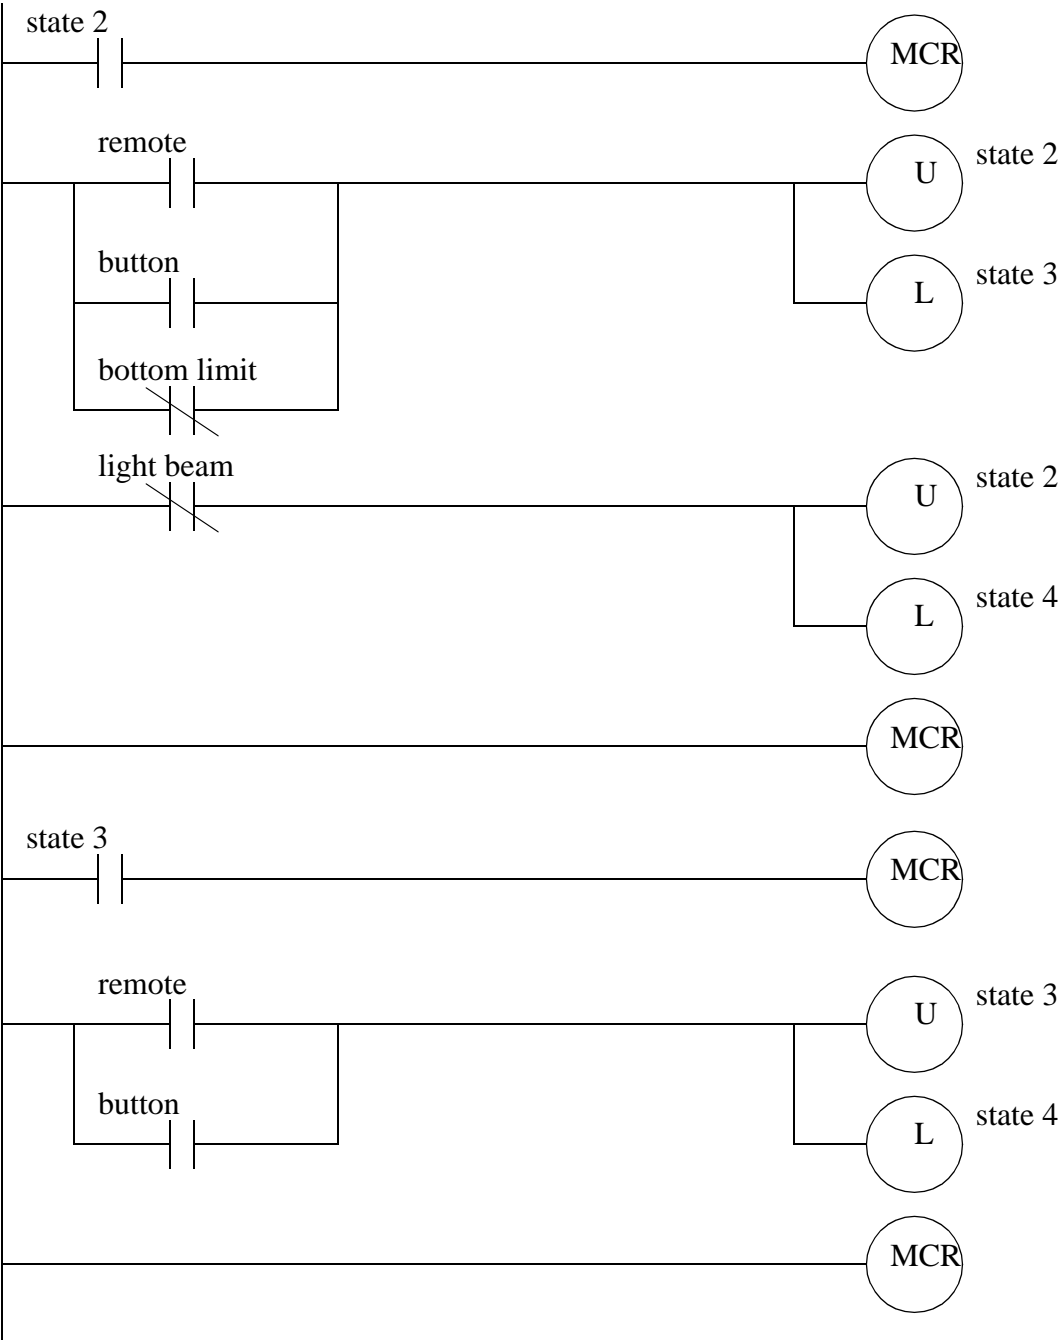 state 2
MCR
remote
U
state 2
button
L
state 3
bottom limit
light beam
U
state 2
L
state 4
MCR
state 3
MCR
remote
U
state 3
button
L
state 4
MCR